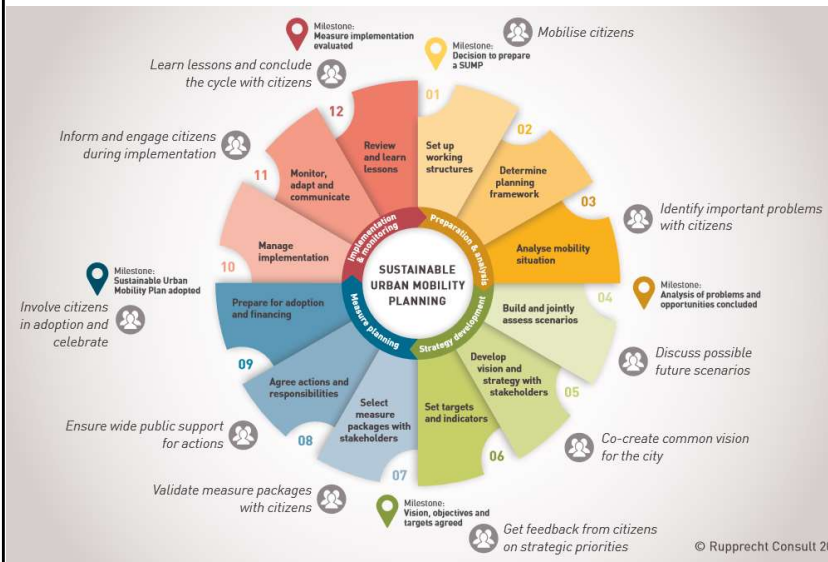 SUSTAINABLE
URBAN MOBILITY
PLANNING
Preparation & analysis
Strategy development
Measure planning
Implementation
& monitoring
Milestone:
Decision to prepare
a SUMP
Mobilise citizens
01
Set up
working
structures
02
Determine
planning
framework
03
Analyse mobility
situation
Identify important problems
with citizens
Milestone:
Analysis of problems and
opportunities concluded
04
Build and jointly
assess scenarios
Discuss possible
future scenarios
05
Develop
vision and
strategy with
stakeholders
Co-create common vision
for the city
06
Set targets
and indicators
Get feedback from citizens
on strategic priorities
Milestone:
Vision, objectives and
targets agreed
07
Select
measure
packages with
stakeholders
Validate measure packages
with citizens
08
Agree actions and
responsibilities
Ensure wide public support
for actions
09
Prepare for adoption
and financing
Involve citizens
in adoption and
celebrate
Milestone:
Sustainable Urban
Mobility Plan adopted
10
Manage
implementation
11
Monitor,
adapt and
communicate
Inform and engage citizens
during implementation
12
Review
and learn
lessons
Learn lessons and conclude
the cycle with citizens
Milestone:
Measure implementation
evaluated
© Rupprecht Consult